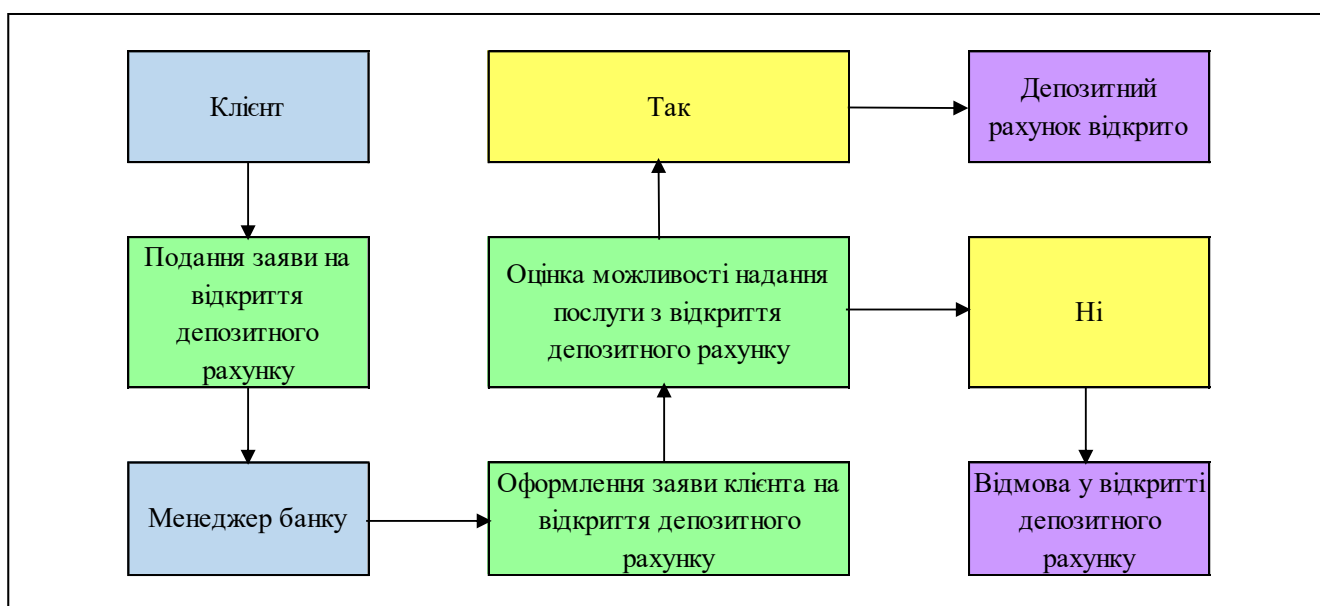 Клієнт
Так
Депозитний
рахунок відкрито
Подання заяви на
відкриття
депозитного
рахунку
Оцінка можливості надання
послуги з відкриття
депозитного рахунку
Ні
Менеджер банку
Оформлення заяви клієнта на
відкриття депозитного
рахунку
Відмова у відкритті
депозитного
рахунку